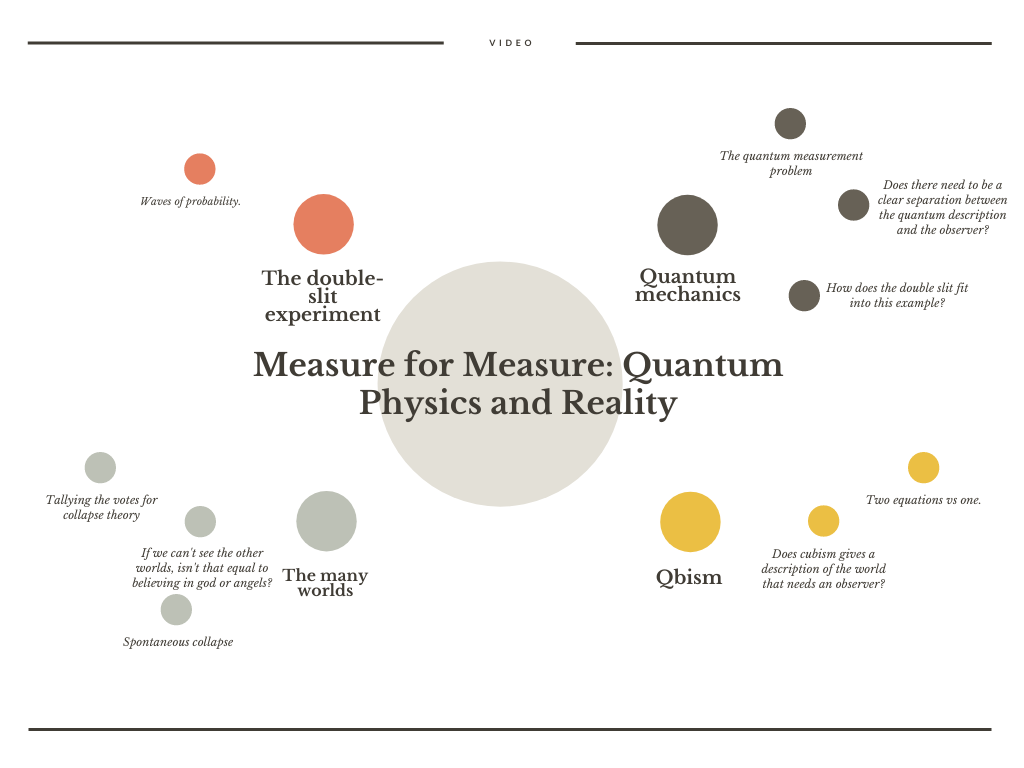 VIDEO
Waves of probability.
The double-
slit
experiment
The quantum measurement
problem
Does there need to be a
clear separation between
the quantum description
and the observer?
Quantum
mechanics
How does the double slit fit
into this example?
Measure for Measure: Quantum
Physics and Reality
Tallying the votes for
collapse theory
If we can't see the other
worlds, isn't that equal to
believing in god or angels?
The many
worlds
Spontaneous collapse
Two equations vs one.
Does cubism gives a
description of the world
that needs an observer?
Qbism